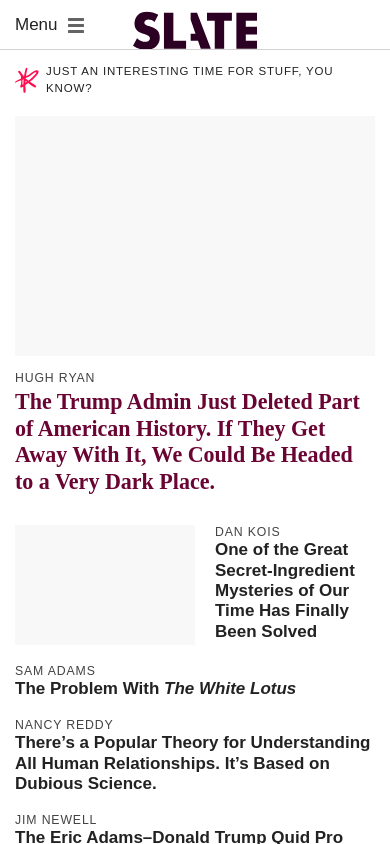 Menu
SLATE
JUST AN INTERESTING TIME FOR STUFF, YOU
KNOW?
HUGH RYAN
The Trump Admin Just Deleted Part
of American History. If They Get
Away With It, We Could Be Headed
to a Very Dark Place.
DAN KOIS
One of the Great
Secret-Ingredient
Mysteries of Our
Time Has Finally
Been Solved
SAM ADAMS
The Problem With The White Lotus
NANCY REDDY
There’s a Popular Theory for Understanding
All Human Relationships. It’s Based on
Dubious Science.
JIM NEWELL
The Eric Adams–Donald Trump Quid Pro